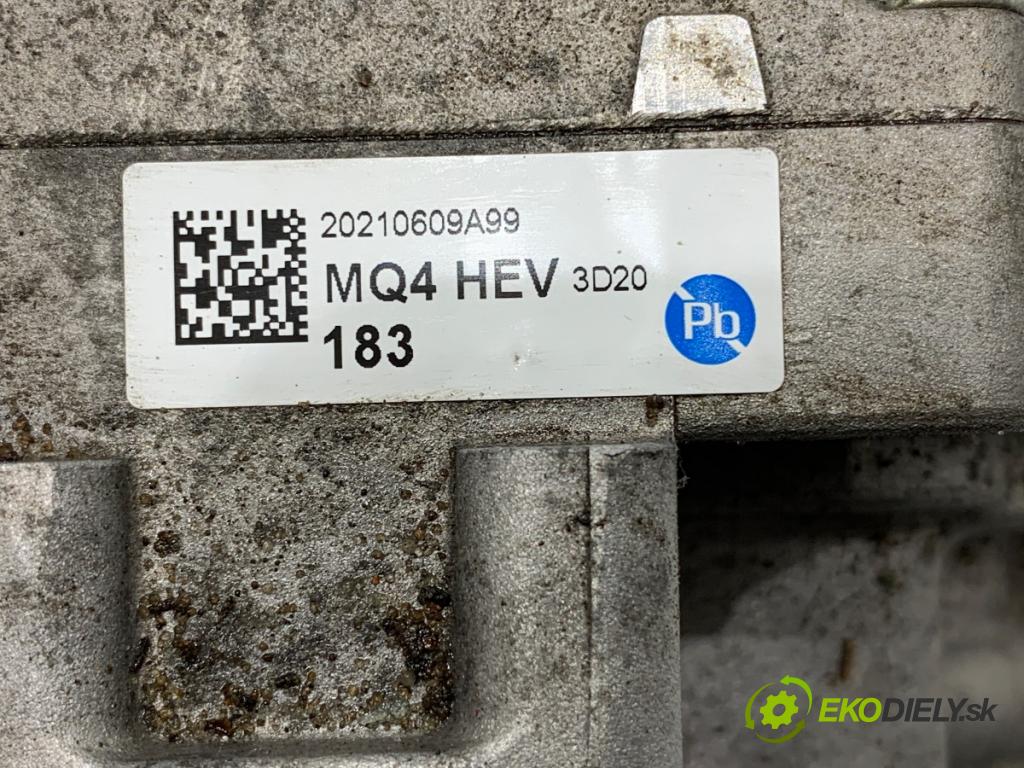 20210609A99
MQ4 HEV 3D20
183
Pb
EKODIELY.sk